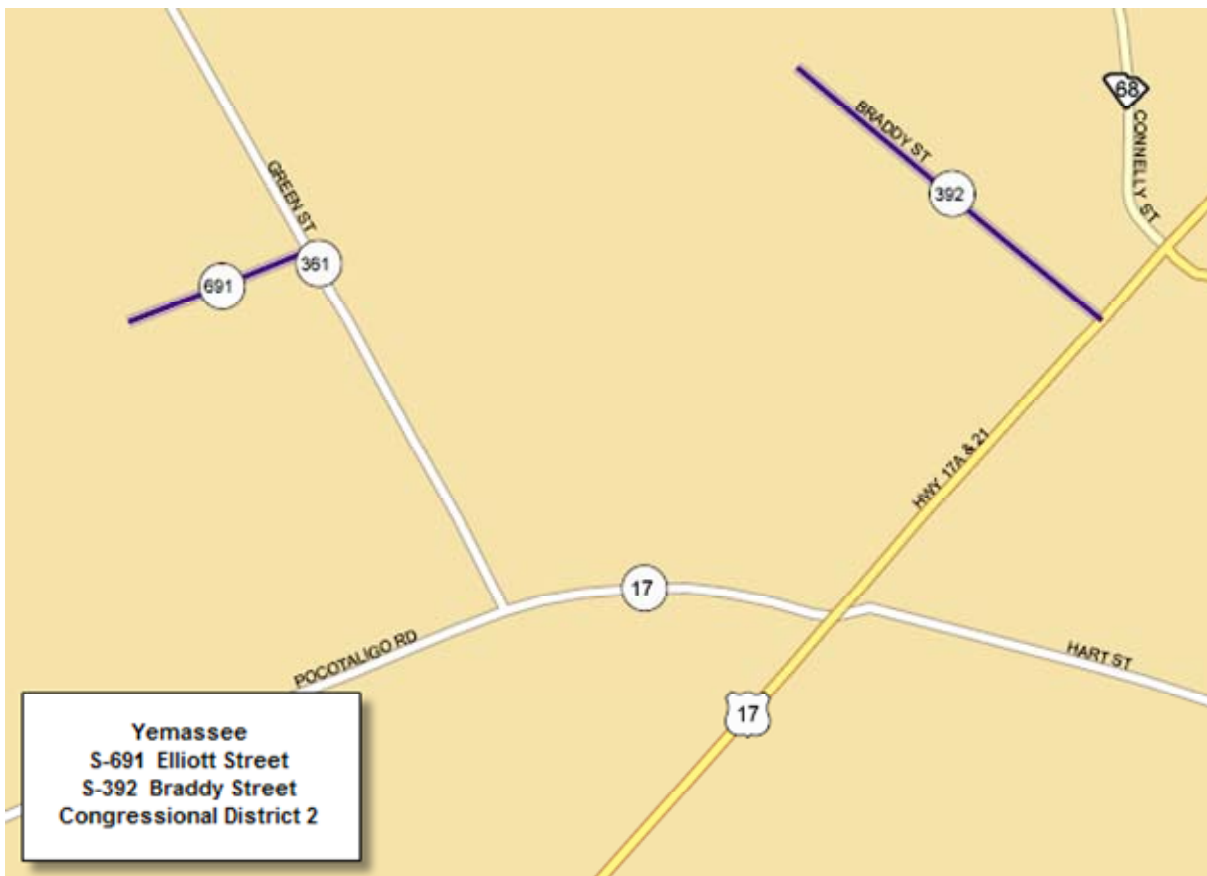 68
BRADDY ST
CONNELLY ST
GREEN ST
392
361
691
HWY 17A & 21
17
POCOTALIGO RD
HART ST
17
Yemassee
S-691 Elliott Street
S-392 Braddy Street
Congressional District 2